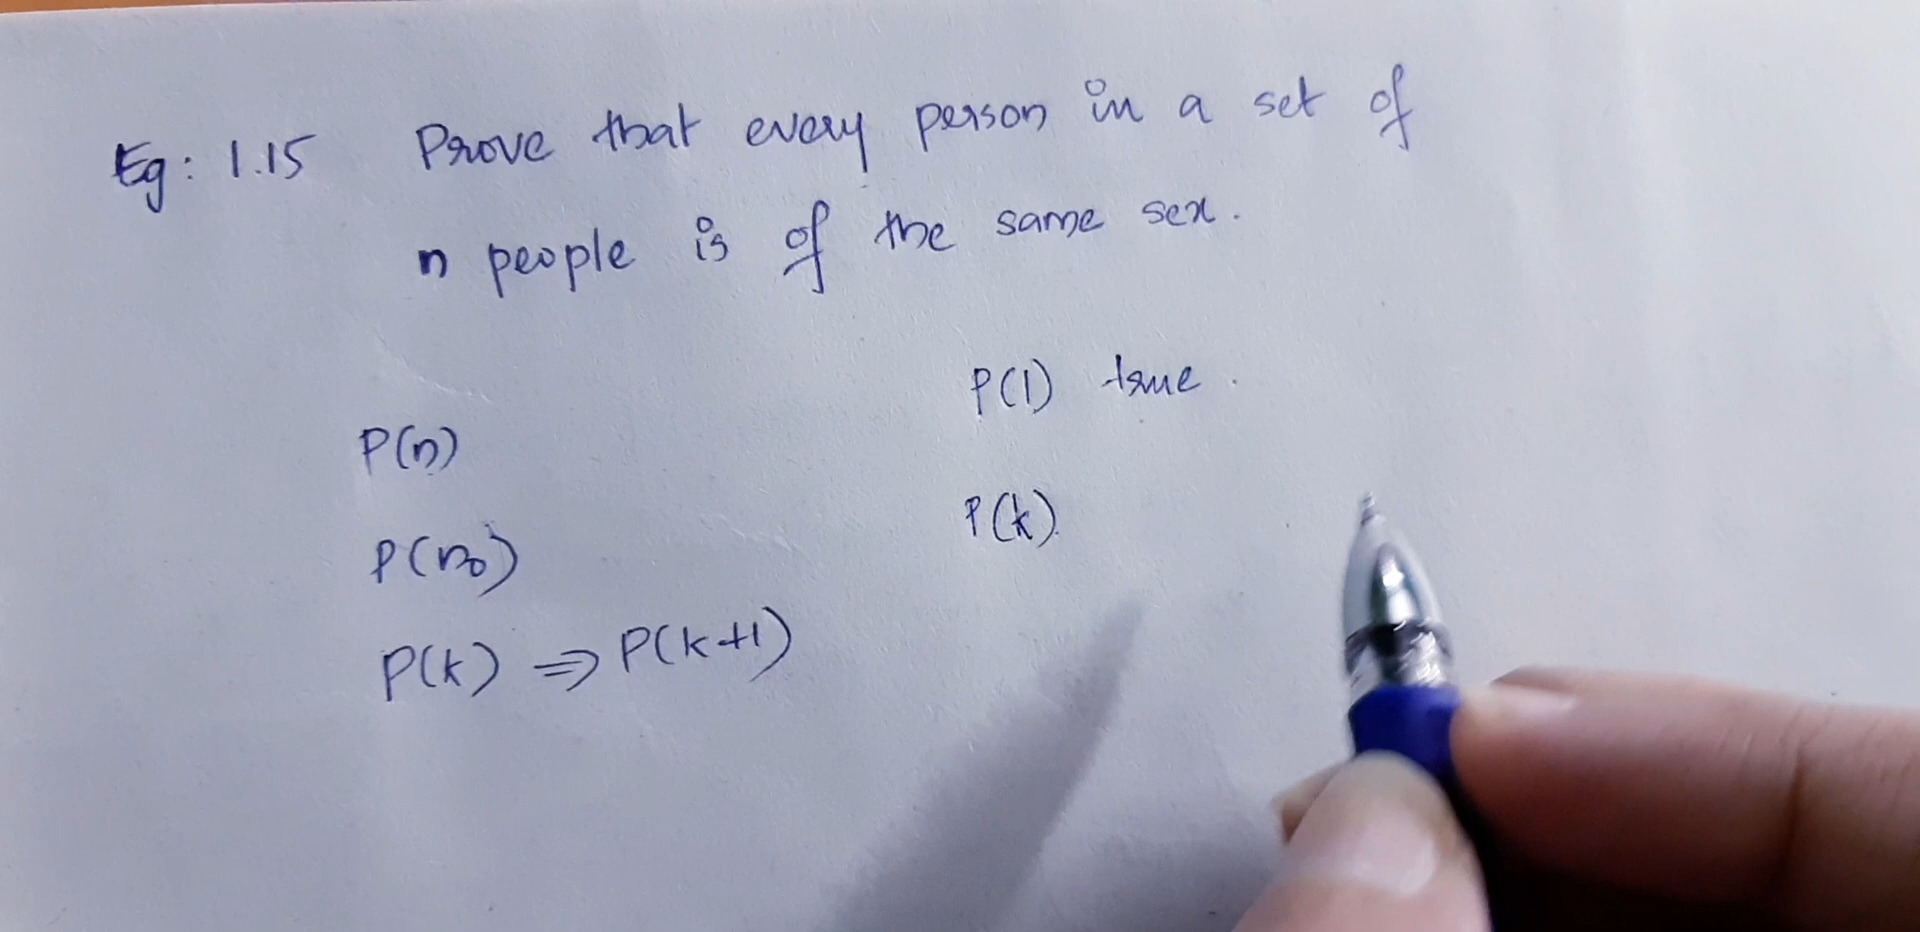 Eg: 1.15 Prove that every person in a set of
n people is of the same sex.
P(1) true.
P(n)
P(k).
P(n₀)
P(k) ⇒ P(k+1)